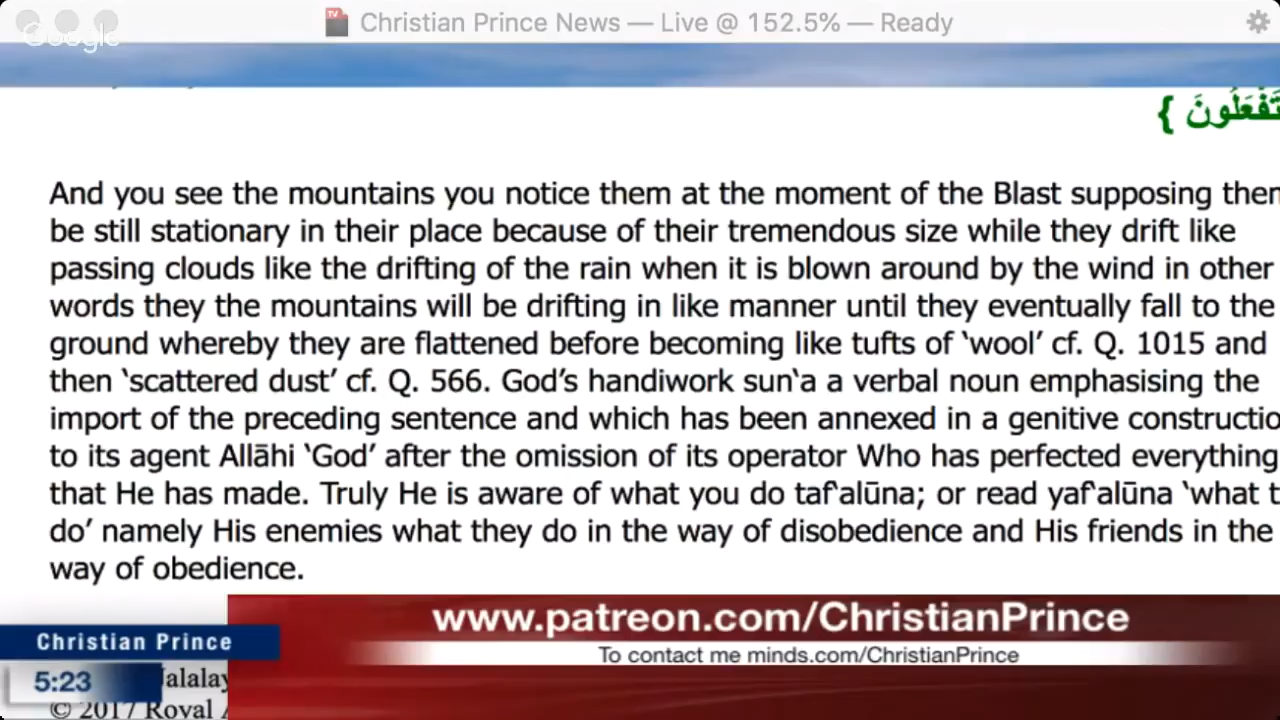 TV
Christian Prince News — Live @ 152.5% — Ready
Google
تَفْعَلُونَ }
And you see the mountains you notice them at the moment of the Blast supposing
be still stationary in their place because of their tremendous size while they drift like
passing clouds like the drifting of the rain when it is blown around by the wind in other
words they the mountains will be drifting in like manner until they eventually fall to the
ground whereby they are flattened before becoming like tufts of ‘wool’ cf. Q. 1015 and
then ‘scattered dust’ cf. Q. 566. God’s handiwork sun‘a a verbal noun emphasising the
import of the preceding sentence and which has been annexed in a genitive constructio
to its agent Allāhi ‘God’ after the omission of its operator Who has perfected everything
that He has made. Truly He is aware of what you do taf‘alūna; or read yaf‘alūna ‘what t
do’ namely His enemies what they do in the way of disobedience and His friends in the
way of obedience.
www.patreon.com/ChristianPrince
To contact me minds.com/ChristianPrince
Christian Prince
5:23
Jalalay
© 2017 Royal